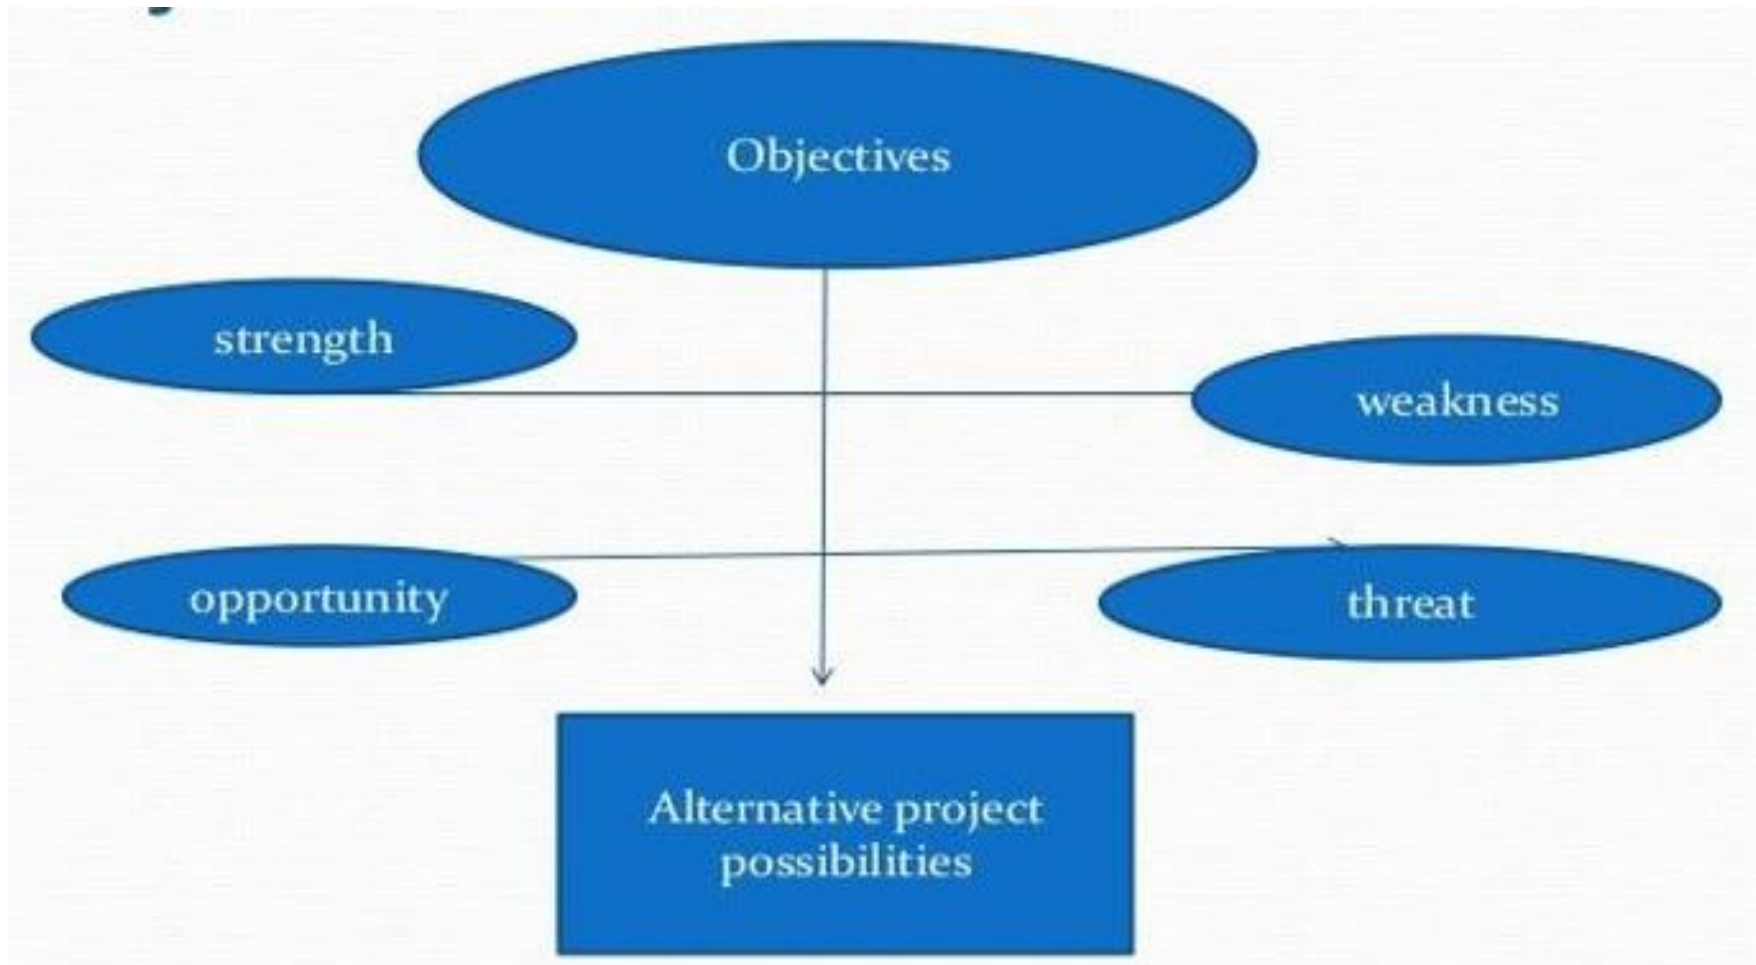 Objectives
strength
weakness
opportunity
threat
Alternative project
possibilities